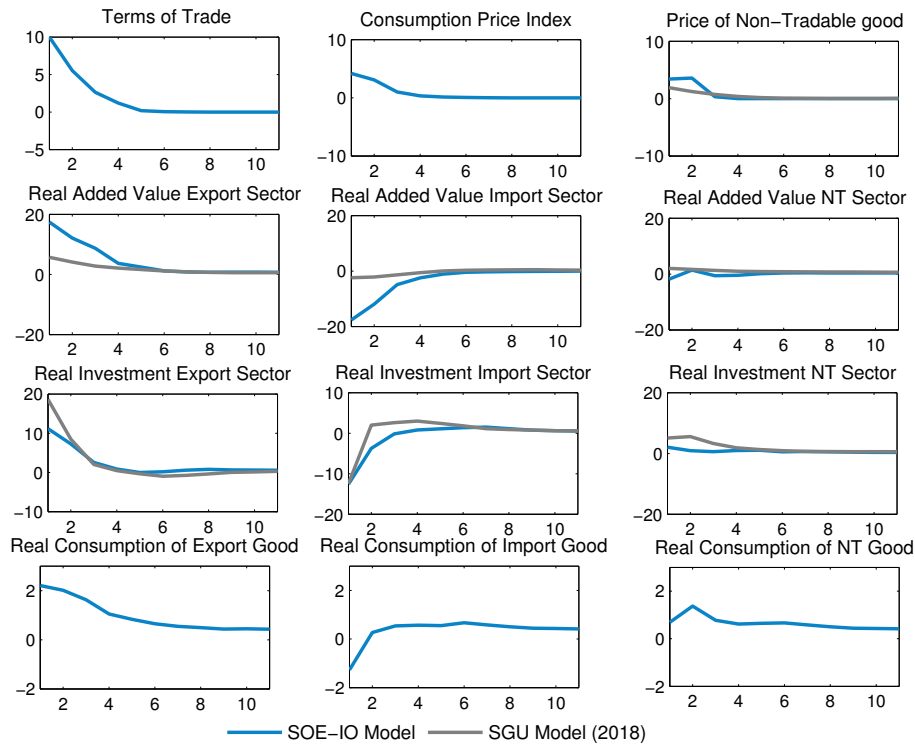 Terms of Trade
10
5
0
−5
2 4 6 8 10
Consumption Price Index
10
0
−10
2 4 6 8 10
Price of Non−Tradable good
10
0
−10
2 4 6 8 10
Real Added Value Export Sector
20
0
−20
2 4 6 8 10
Real Added Value Import Sector
20
0
−20
2 4 6 8 10
Real Added Value NT Sector
20
0
−20
2 4 6 8 10
Real Investment Export Sector
20
10
0
−10
2 4 6 8 10
Real Investment Import Sector
10
0
−10
−20
2 4 6 8 10
Real Investment NT Sector
20
0
−20
2 4 6 8 10
Real Consumption of Export Good
2
0
−2
2 4 6 8 10
Real Consumption of Import Good
2
0
−2
2 4 6 8 10
Real Consumption of NT Good
2
0
−2
2 4 6 8 10
SOE−IO Model
SGU Model (2018)